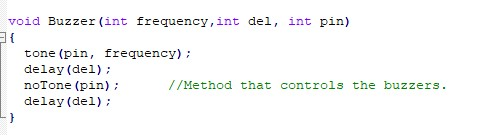 void Buzzer(int frequency,int del, int pin)
{
tone(pin, frequency);
delay(del);
noTone(pin);      //Method that controls the buzzers.
delay(del);
}